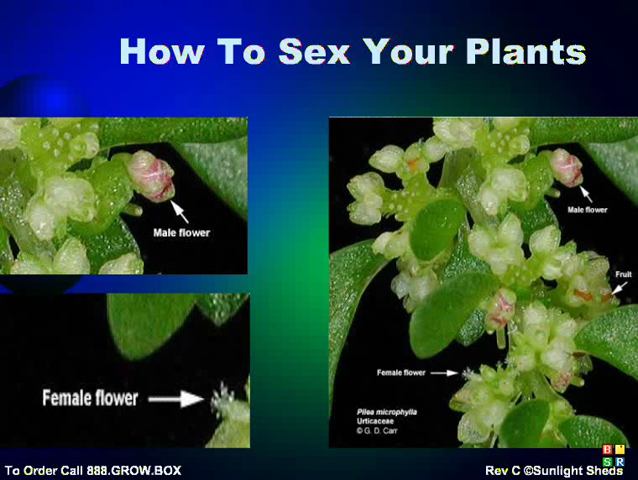 How To Sex Your Plants
Male flower
Female flower
Male flower
Fruit
Female flower
Pilea microphylla
Urticaceae
© G. D. Carr
B
S R
To Order Call 888.GROW.BOX
Rev C ©Sunlight Sheds